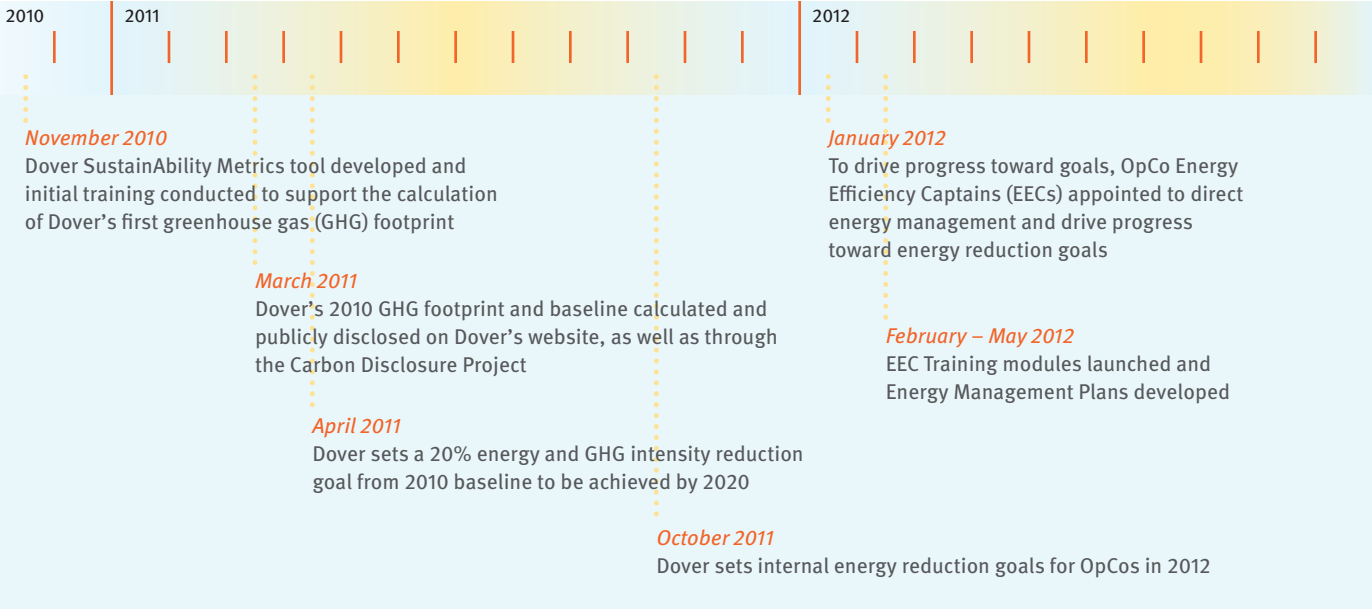 2010
2011
2012
November 2010
Dover SustainAbility Metrics tool developed and
initial training conducted to support the calculation
of Dover’s first greenhouse gas (GHG) footprint
March 2011
Dover’s 2010 GHG footprint and baseline calculated and
publicly disclosed on Dover’s website, as well as through
the Carbon Disclosure Project
April 2011
Dover sets a 20% energy and GHG intensity reduction
goal from 2010 baseline to be achieved by 2020
October 2011
Dover sets internal energy reduction goals for OpCos in 2012
January 2012
To drive progress toward goals, OpCo Energy
Efficiency Captains (EECs) appointed to direct
energy management and drive progress
toward energy reduction goals
February – May 2012
EEC Training modules launched and
Energy Management Plans developed